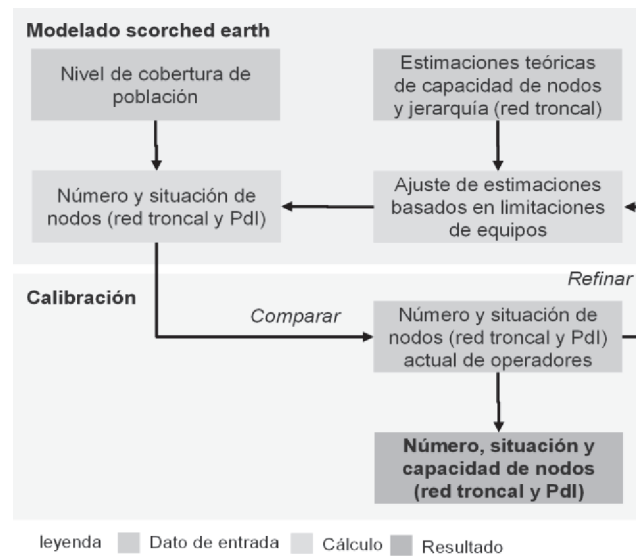 Modelado scorched earth
Nivel de cobertura de
población
Estimaciones teóricas
de capacidad de nodos
y jerarquía (red troncal)
Número y situación de
nodos (red troncal y PdI)
Ajuste de estimaciones
basados en limitaciones
de equipos
Refinar
Calibración
Comparar
Número y situación de
nodos (red troncal y PdI)
actual de operadores
Número, situación y
capacidad de nodos
(red troncal y PdI)
leyenda Dato de entrada Cálculo Resultado